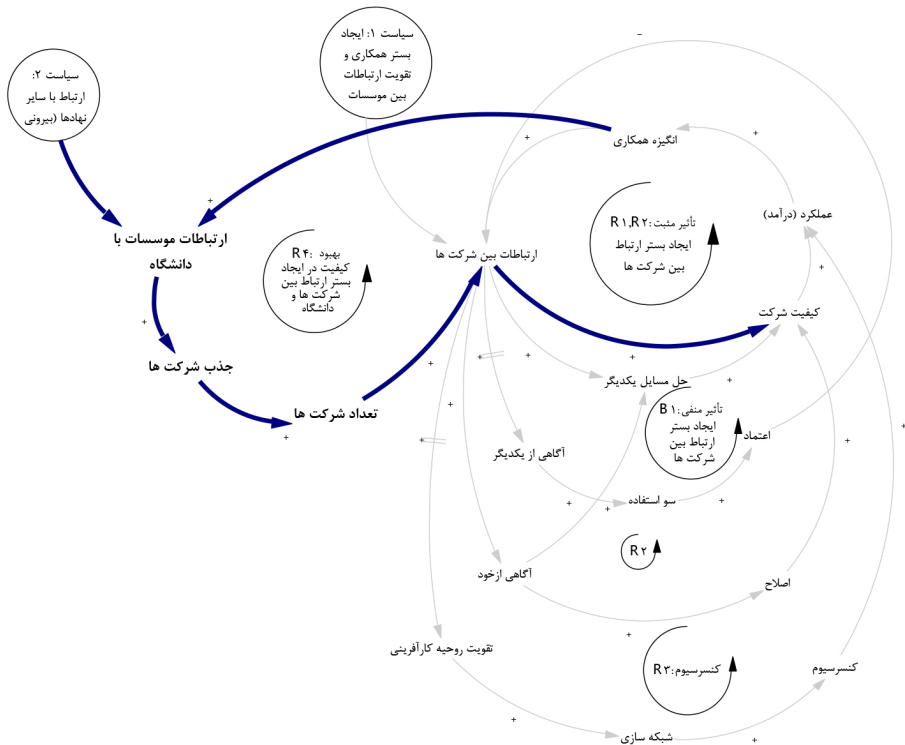 سیاست ۱: ایجاد
بستر همکاری و
تقویت ارتباطات
بین موسسات
سیاست ۲:
ارتباط با سایر
نهادها (بیرونی
انگیزه همکاری
عملکرد (درآمد)
R۱,R۲: تأثیر مثبت
ایجاد بستر ارتباط
بین شرکت ها
ارتباطات موسسات با
دانشگاه
ارتباطات بین شرکت ها
R۴: بهبود
کیفیت در ایجاد
بستر ارتباط بین
شرکت ها و
دانشگاه
کیفیت شرکت
جذب شرکت ها
تعداد شرکت ها
حل مسایل یکدیگر
B۱: تأثیر منفی
ایجاد بستر
ارتباط بین
شرکت ها
اعتماد
آگاهی از یکدیگر
سو استفاده
R۲
آگاهی ازخود
اصلاح
تقویت روحیه کارآفرینی
R۳: کنسرسیوم
کنسرسیوم
شبکه سازی